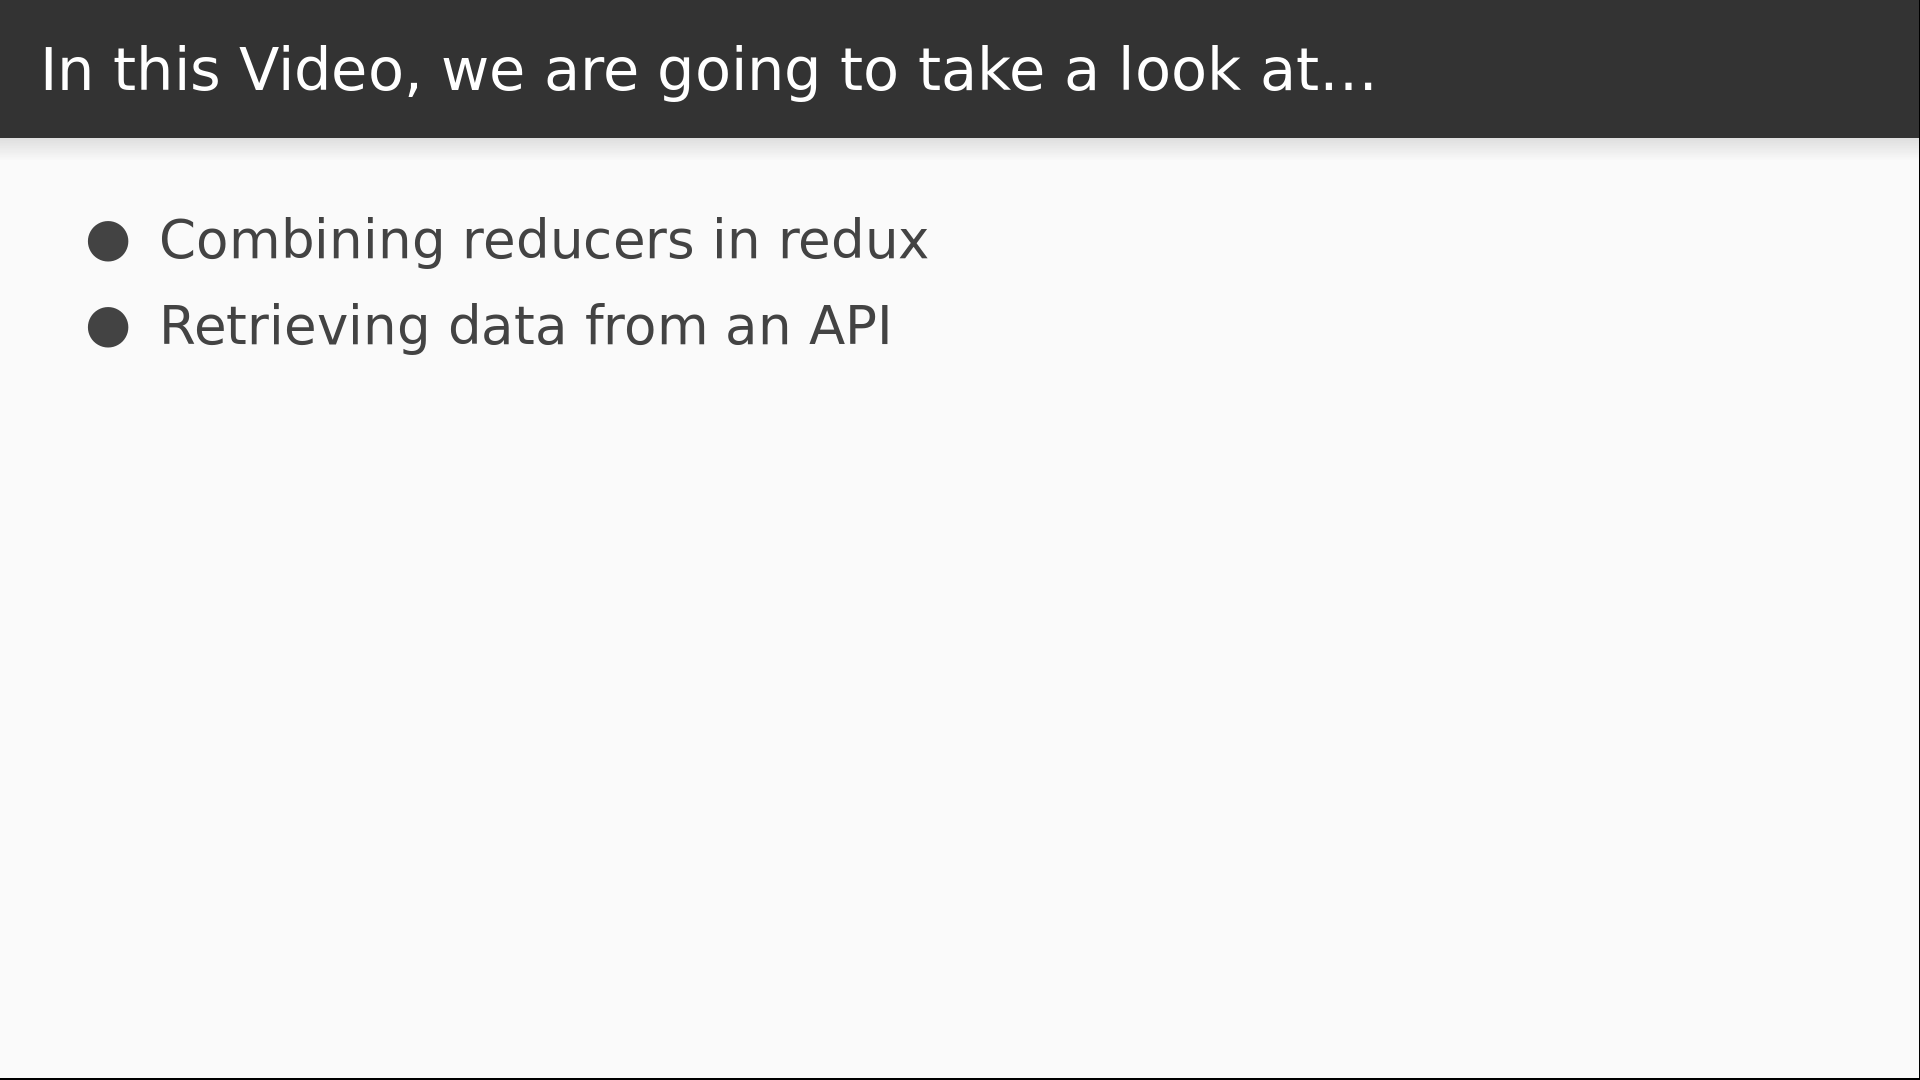 In this Video, we are going to take a look at...
● Combining reducers in redux
● Retrieving data from an API